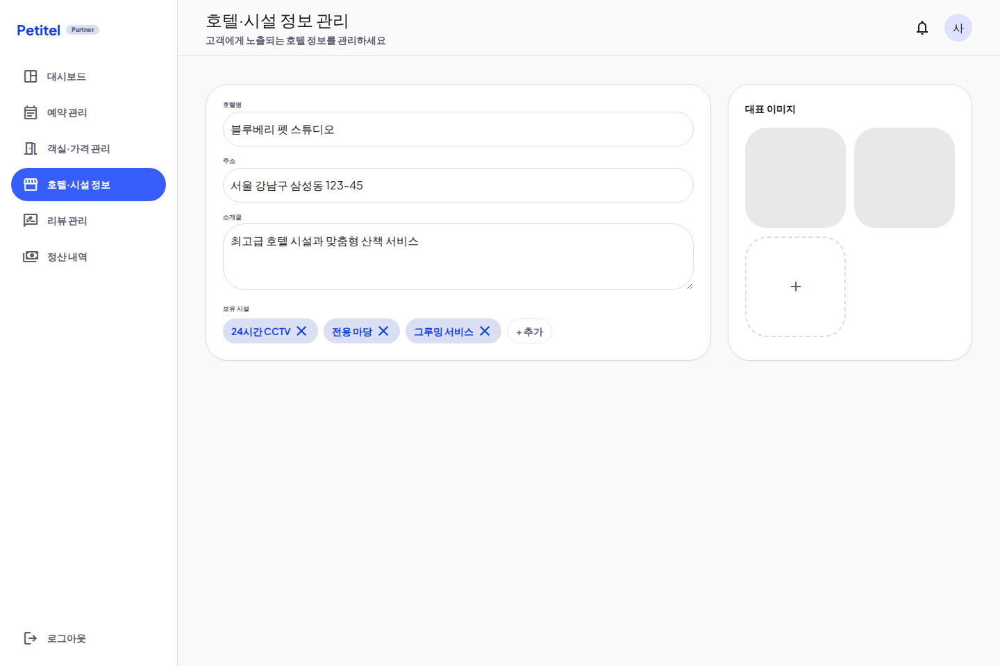 Petitel
Partner
대시보드
예약 관리
객실·가격 관리
호텔·시설 정보
리뷰 관리
정산 내역
로그아웃
호텔·시설 정보 관리
고객에게 노출되는 호텔 정보를 관리하세요
사
호텔명
블루베리 펫 스튜디오
주소
서울 강남구 삼성동 123-45
소개글
최고급 호텔 시설과 맞춤형 산책 서비스
보유 시설
24시간 CCTV
전용 마당
그루밍 서비스
+ 추가
대표 이미지
+